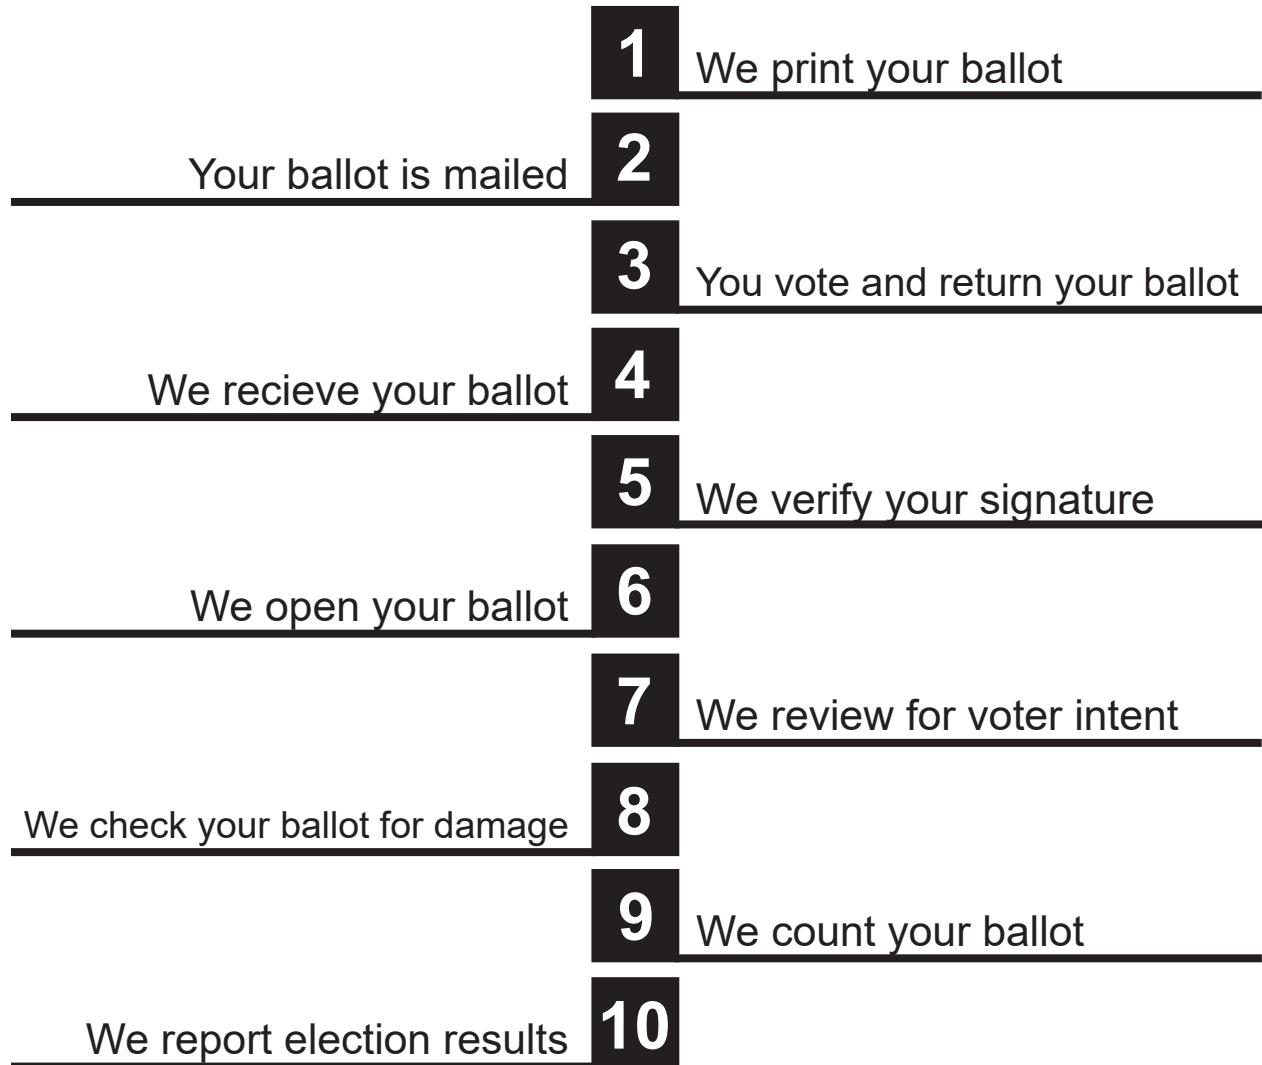 1
We print your ballot
Your ballot is mailed
2
3
You vote and return your ballot
We recieve your ballot
4
5
We verify your signature
We open your ballot
6
7
We review for voter intent
We check your ballot for damage
8
9
We count your ballot
We report election results
10